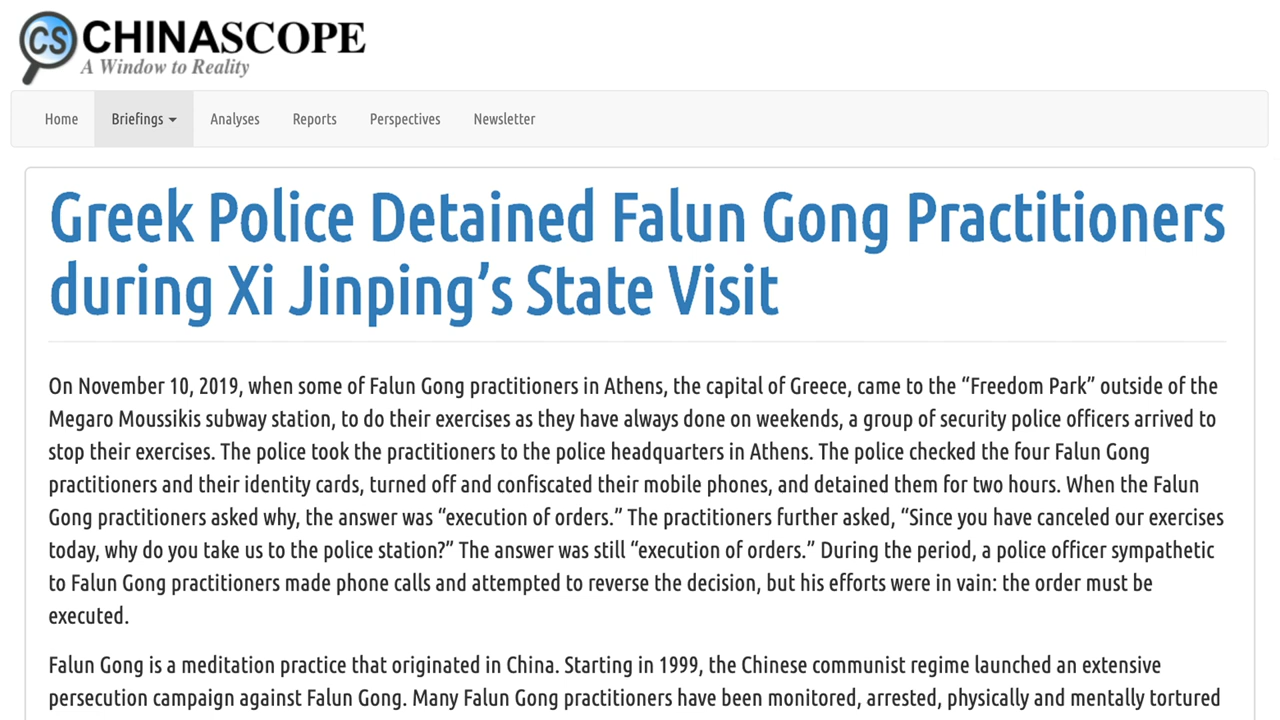 CS CHINASCOPE
A Window to Reality
Home Briefings Analyses Reports Perspectives Newsletter
Greek Police Detained Falun Gong Practitioners
during Xi Jinping’s State Visit
On November 10, 2019, when some of Falun Gong practitioners in Athens, the capital of Greece, came to the “Freedom Park” outside of the
Megaro Moussikis subway station, to do their exercises as they have always done on weekends, a group of security police officers arrived to
stop their exercises. The police took the practitioners to the police headquarters in Athens. The police checked the four Falun Gong
practitioners and their identity cards, turned off and confiscated their mobile phones, and detained them for two hours. When the Falun
Gong practitioners asked why, the answer was “execution of orders.” The practitioners further asked, “Since you have canceled our exercises
today, why do you take us to the police station?” The answer was still “execution of orders.” During the period, a police officer sympathetic
to Falun Gong practitioners made phone calls and attempted to reverse the decision, but his efforts were in vain: the order must be
executed.
Falun Gong is a meditation practice that originated in China. Starting in 1999, the Chinese communist regime launched an extensive
persecution campaign against Falun Gong. Many Falun Gong practitioners have been monitored, arrested, physically and mentally tortured